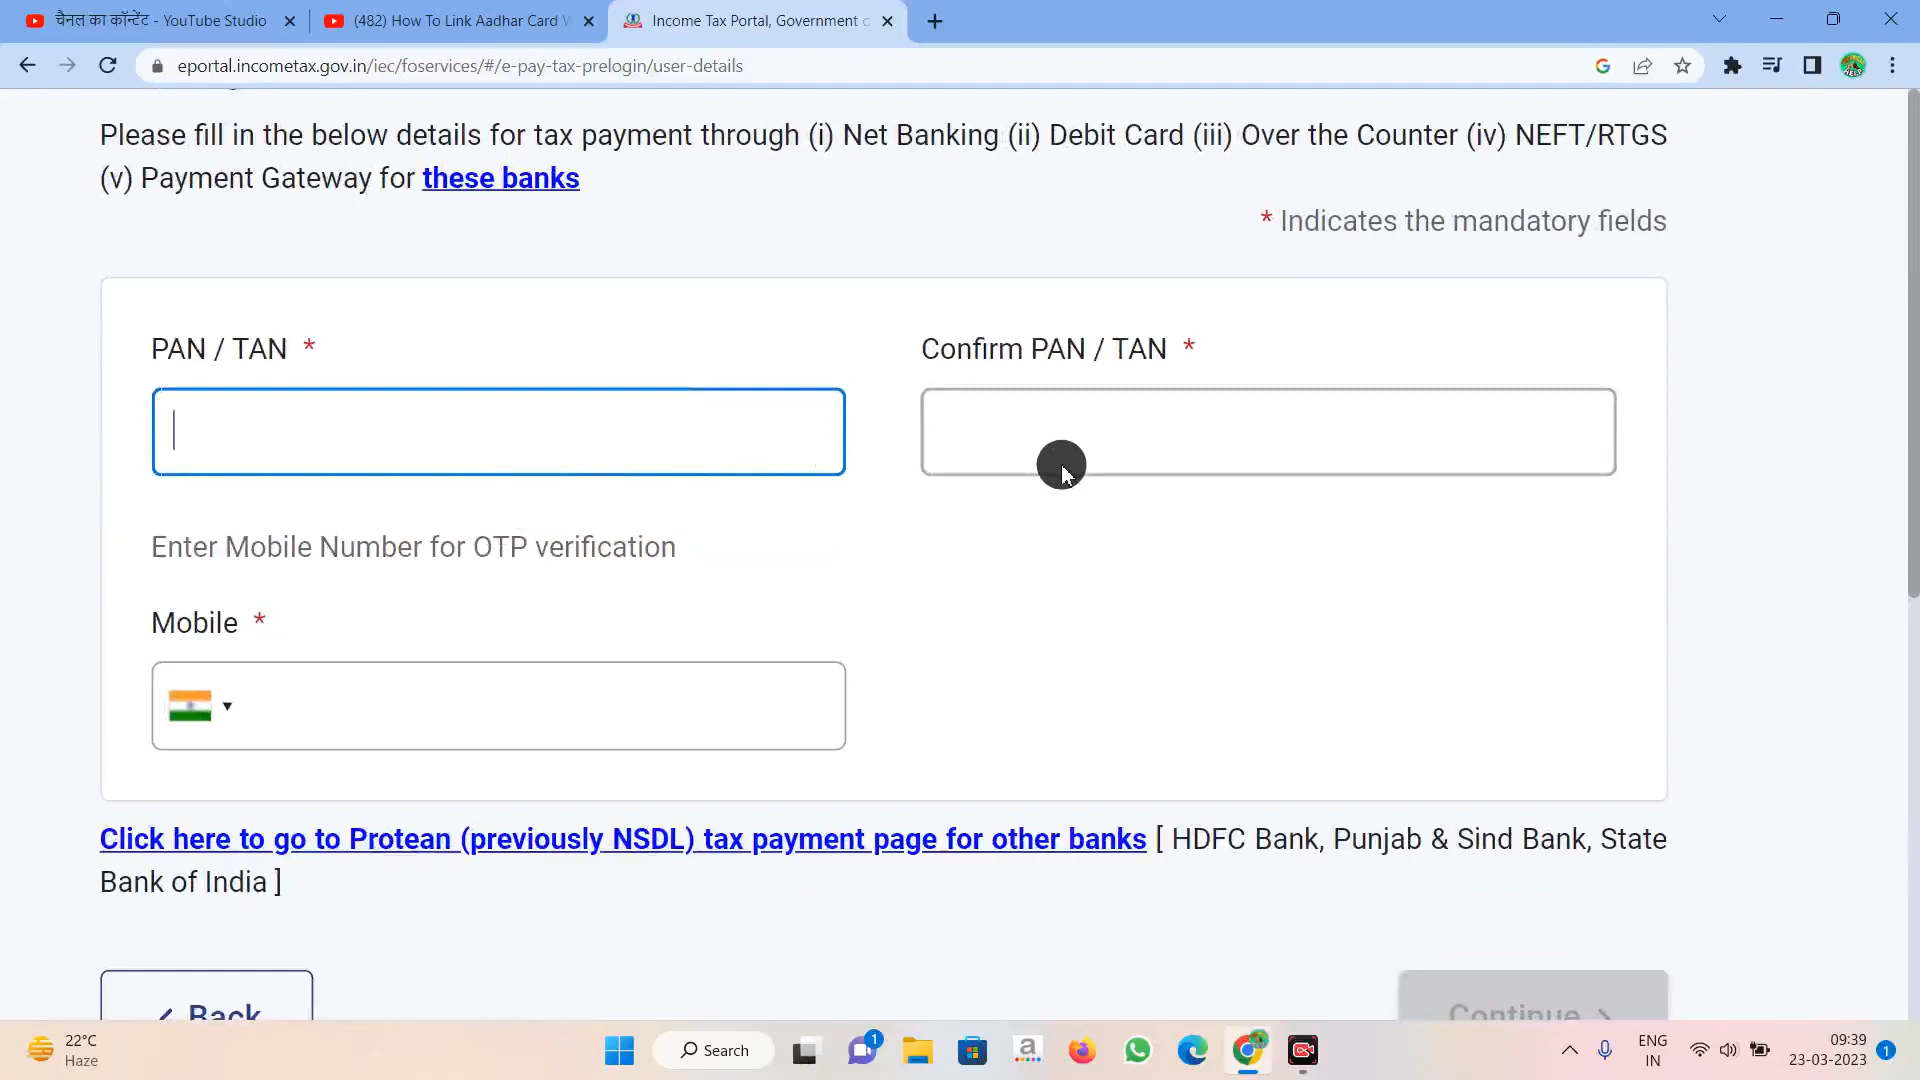 चैनल का कॉन्टेंट - YouTube Studio
(482) How To Link Aadhar Card
Income Tax Portal, Government
eportal.incometax.gov.in/iec/foservices/#/e-pay-tax-prelogin/user-details
Please fill in the below details for tax payment through (i) Net Banking (ii) Debit Card (iii) Over the Counter (iv) NEFT/RTGS
(v) Payment Gateway for these banks
* Indicates the mandatory fields
PAN / TAN *
Confirm PAN / TAN *
Enter Mobile Number for OTP verification
Mobile *
Click here to go to Protean (previously NSDL) tax payment page for other banks [ HDFC Bank, Punjab & Sind Bank, State
Bank of India ]
Back
Continue
22°C
Haze
Search
1
ENG
IN
09:39
23-03-2023
1